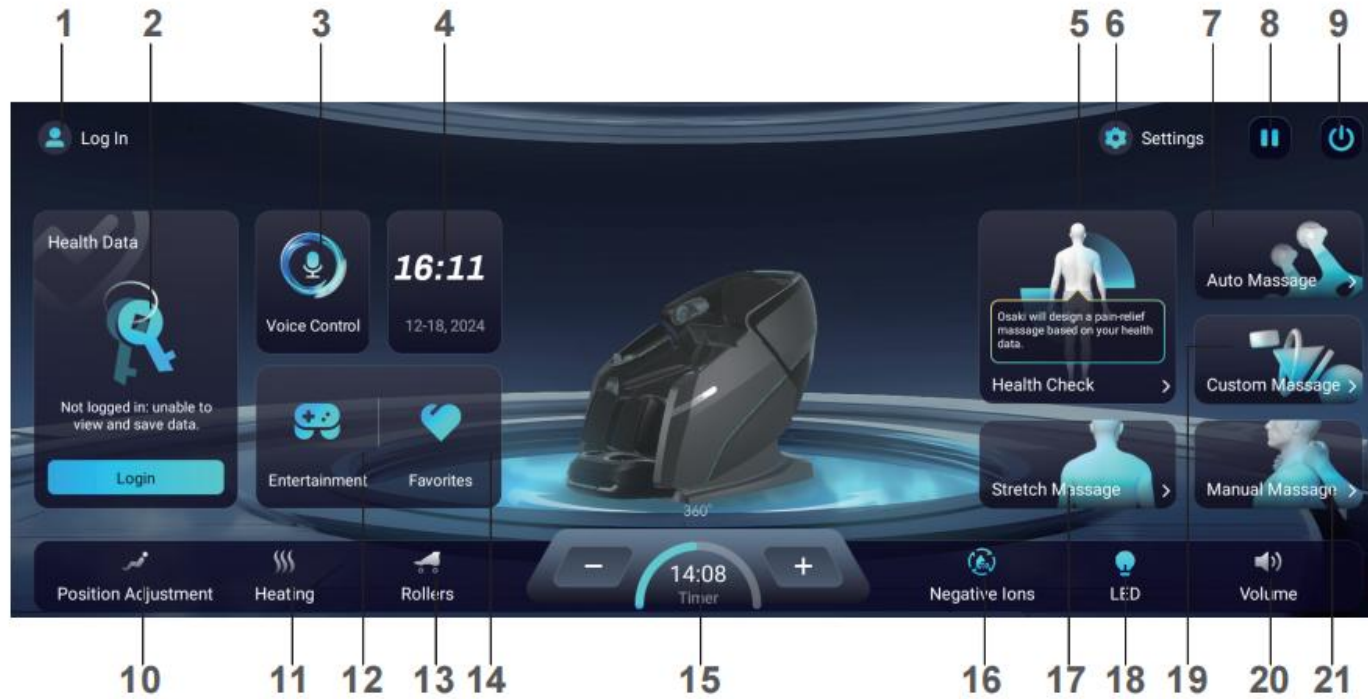 1 2 3 4 5 6 7 8 9
Log In
Settings
Health Data
Not logged in: unable to
view and save data.
Login
Voice Control
16:11
12-18, 2024
Entertainment
Favorites
360°
Osaki will design a pain-relief
massage based on your health
data.
Health Check
Auto Massage
Custom Massage
Stretch Massage
Manual Massage
Position Adjustment
Heating
Rollers
−
14:08
Timer
+
Negative Ions
LED
Volume
10 11 12 13 14 15 16 17 18 19 20 21